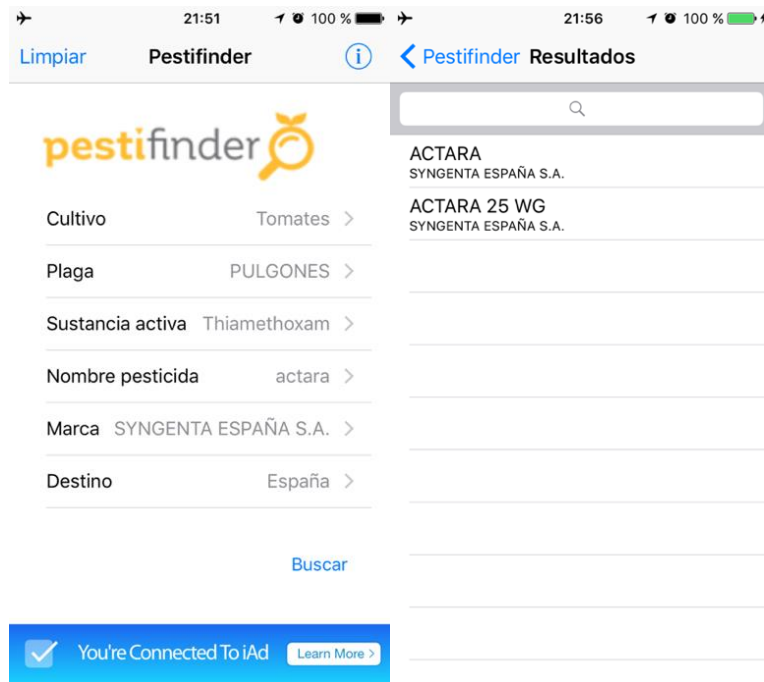 21:51
100 %
Limpiar
Pestifinder
pestifinder
Cultivo Tomates
Plaga PULGONES
Sustancia activa Thiamethoxam
Nombre pesticida actara
Marca SYNGENTA ESPAÑA S.A.
Destino España
Buscar
You're Connected To iAd
Learn More >
21:56
100 %
Pestifinder
Resultados
ACTARA
SYNGENTA ESPAÑA S.A.
ACTARA 25 WG
SYNGENTA ESPAÑA S.A.